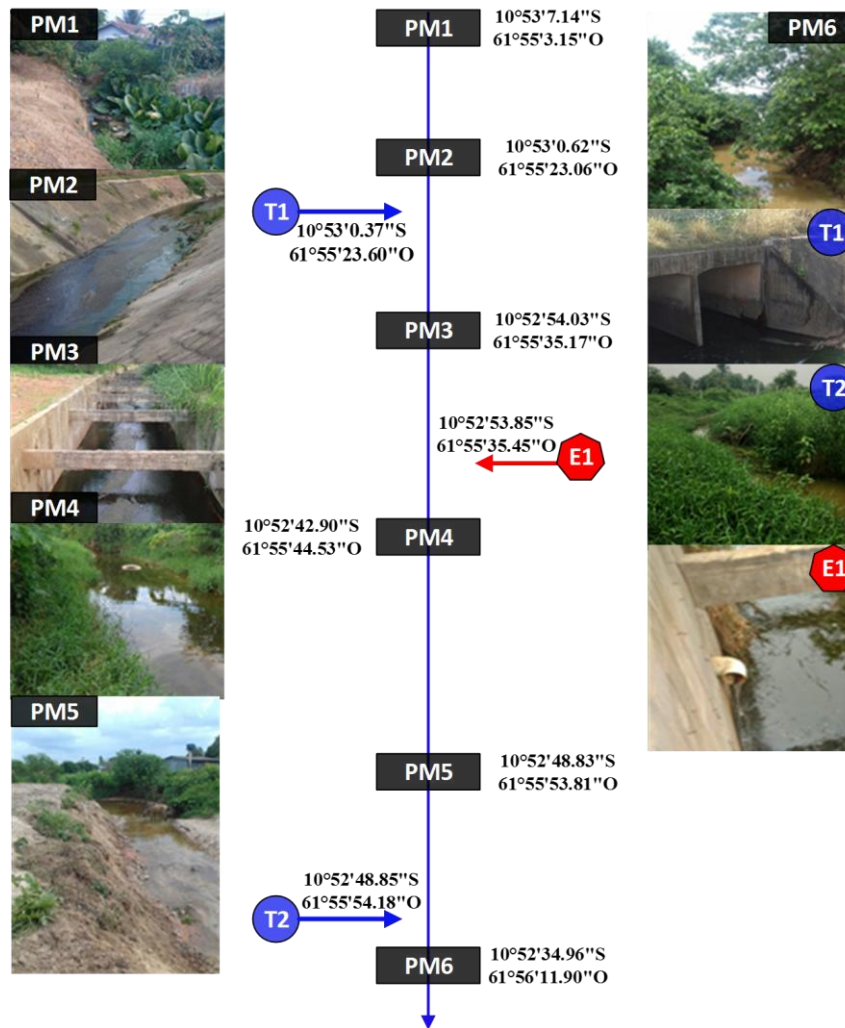 PM1
PM2
PM3
PM4
PM5
PM1
10°53'7.14"S
61°55'3.15"O
PM2
10°53'0.62"S
61°55'23.06"O
T1
10°53'0.37"S
61°55'23.60"O
PM3
10°52'54.03"S
61°55'35.17"O
10°52'53.85"S
61°55'35.45"O
E1
10°52'42.90"S
61°55'44.53"O
PM4
PM5
10°52'48.83"S
61°55'53.81"O
10°52'48.85"S
61°55'54.18"O
T2
PM6
10°52'34.96"S
61°56'11.90"O
PM6
T1
T2
E1